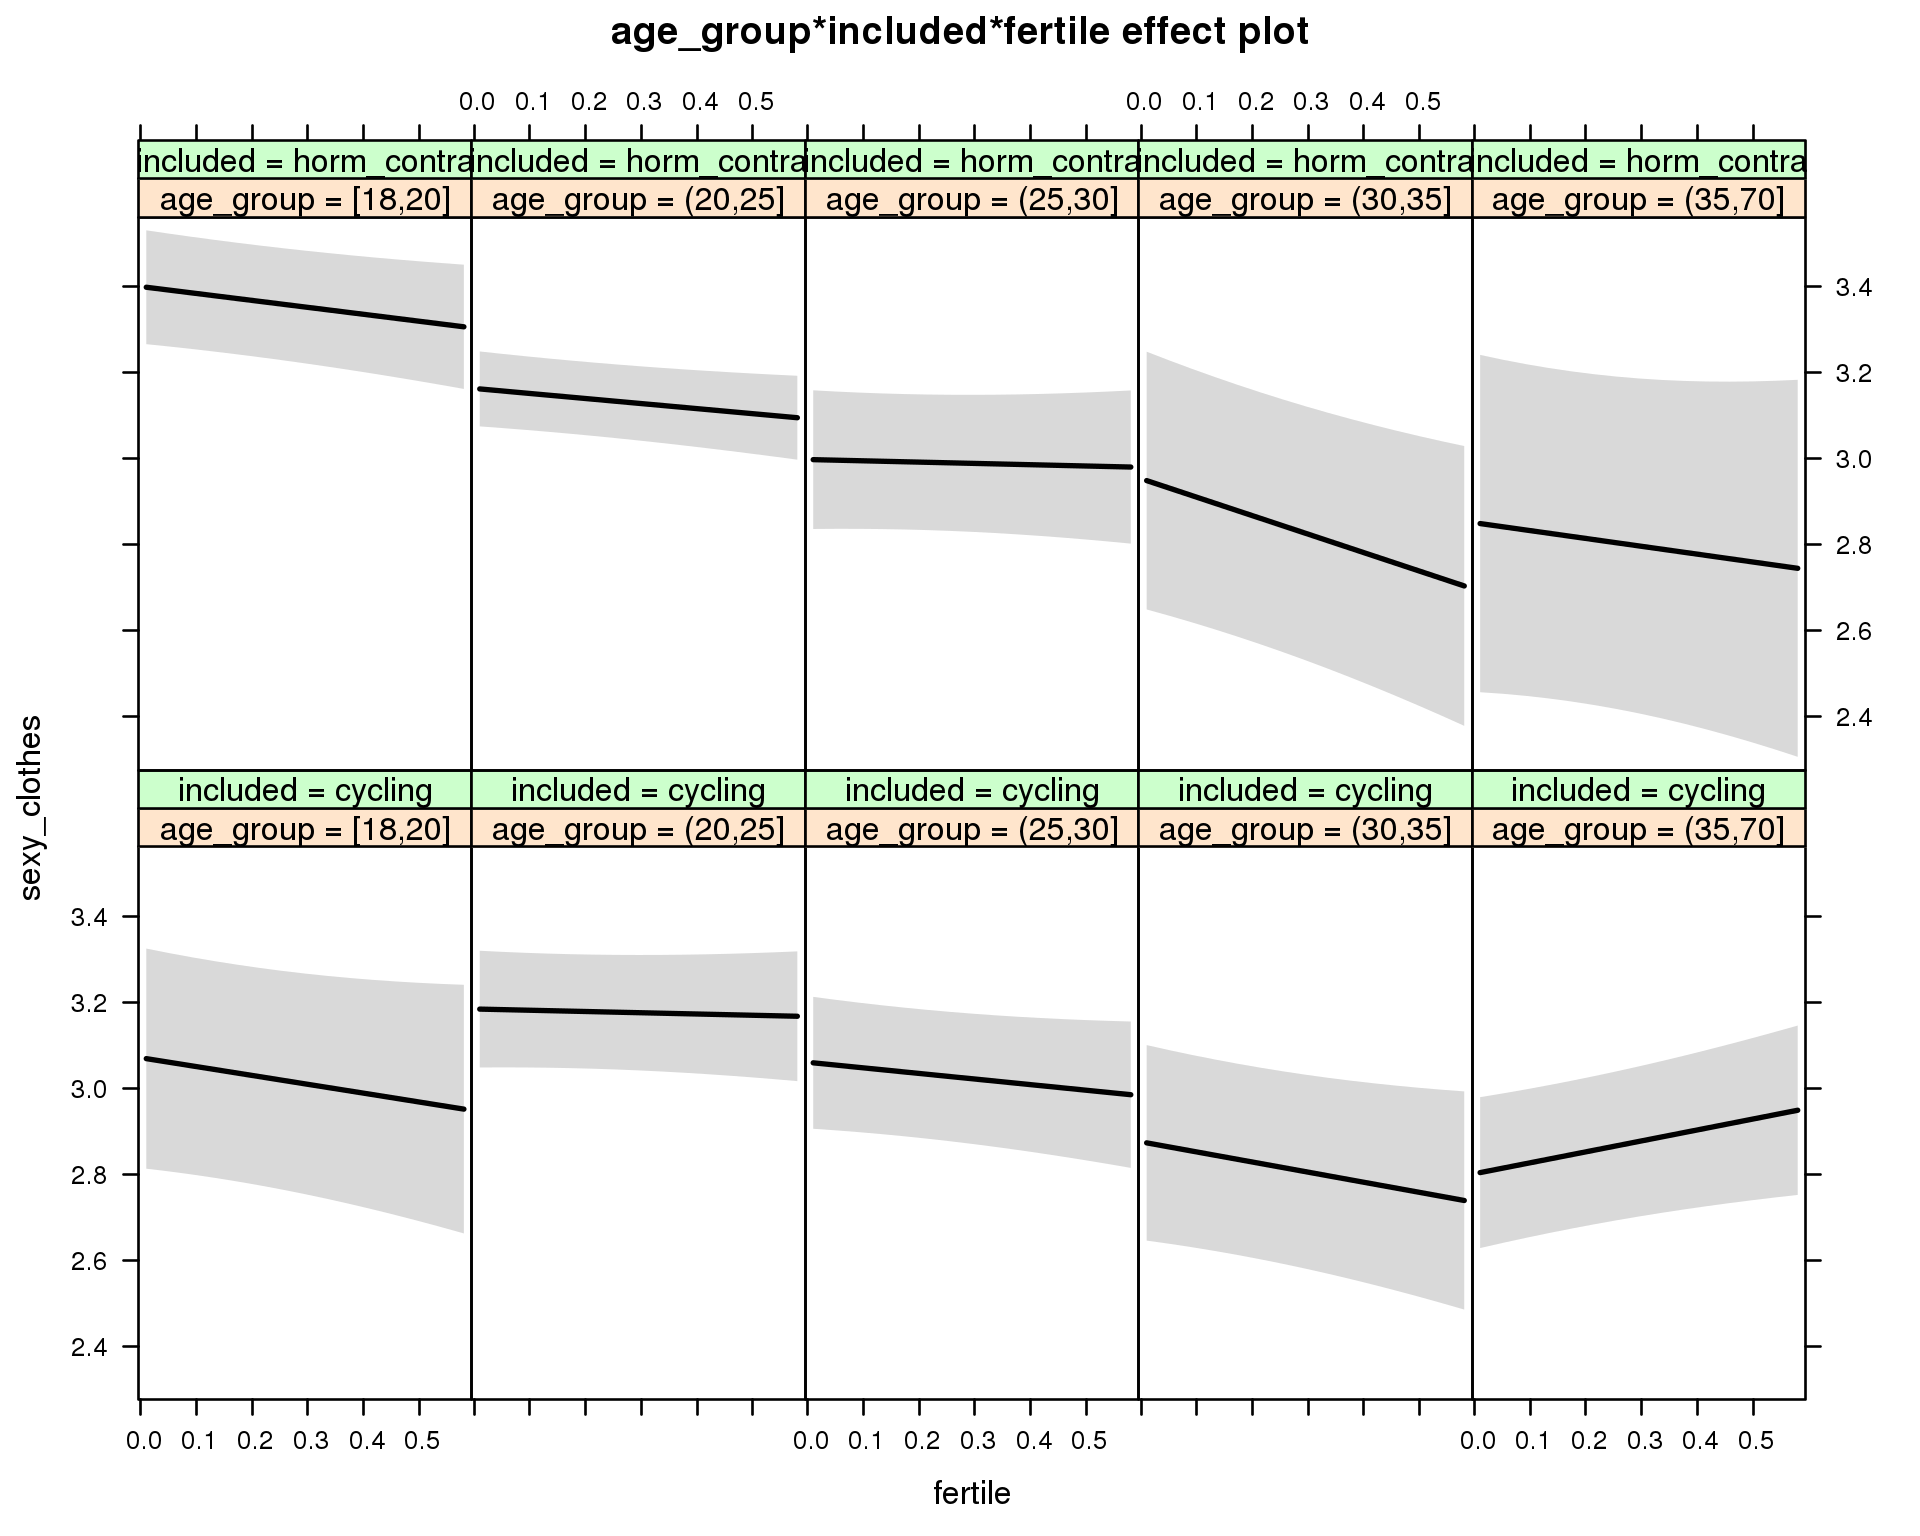 age_group*included*fertile effect plot
0.0 0.1 0.2 0.3 0.4 0.5 0.0 0.1 0.2 0.3 0.4 0.5
included = horm_contra included = horm_contra included = horm_contra included = horm_contra included = horm_contra
age_group = [18,20] age_group = (20,25] age_group = (25,30] age_group = (30,35] age_group = (35,70]
3.4
3.2
3.0
2.8
2.6
2.4
included = cycling included = cycling included = cycling included = cycling included = cycling
age_group = [18,20] age_group = (20,25] age_group = (25,30] age_group = (30,35] age_group = (35,70]
sexy_clothes
3.4
3.2
3.0
2.8
2.6
2.4
0.0 0.1 0.2 0.3 0.4 0.5 0.0 0.1 0.2 0.3 0.4 0.5 0.0 0.1 0.2 0.3 0.4 0.5
fertile